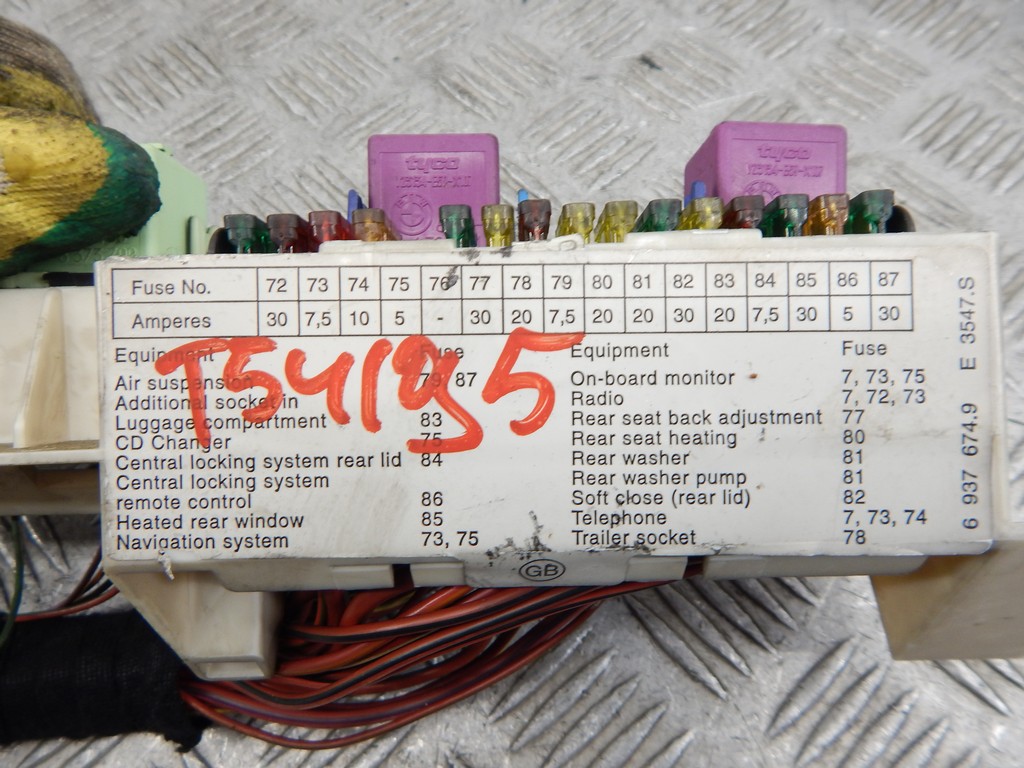 tyco
tyco
Fuse No. 72 73 74 75 76 77 78 79 80 81 82 83 84 85 86 87
Amperes 30 7,5 10 5 - 30 20 7,5 20 20 30 20 7,5 30 5 30
Equipment Fuse
Air suspension 79, 87
Additional socket in
Luggage compartment 83
CD Changer 75
Central locking system rear lid 84
Central locking system
remote control 86
Heated rear window 85
Navigation system 73, 75
Equipment Fuse
On-board monitor 7, 73, 75
Radio 7, 72, 73
Rear seat back adjustment 77
Rear seat heating 80
Rear washer 81
Rear washer pump 81
Soft close (rear lid) 82
Telephone 7, 73, 74
Trailer socket 78
GB
6 937 674.9 E 3547.S